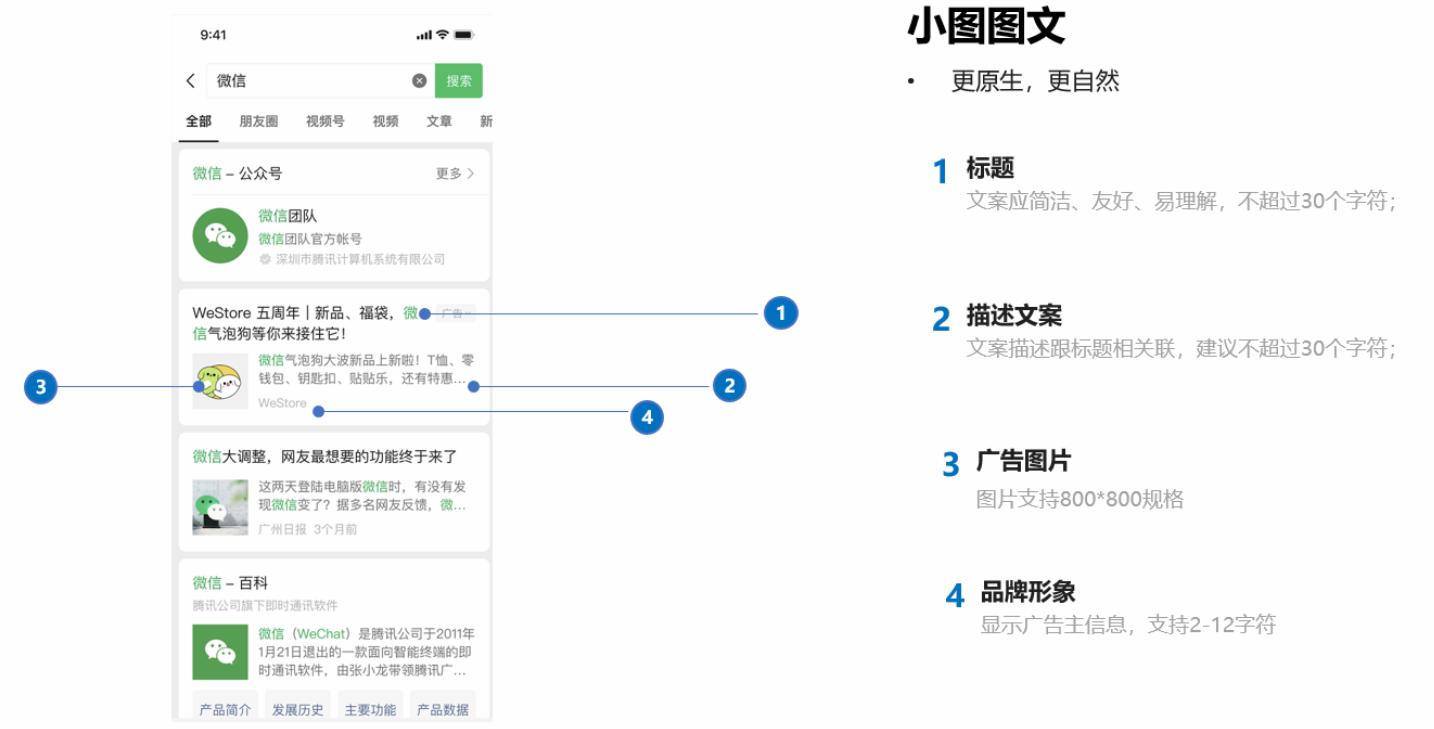 9:41
微信
搜索
全部 朋友圈 视频号 视频 文章 新
微信 – 公众号 更多
微信团队
微信团队官方帐号
深圳市腾讯计算机系统有限公司
WeStore 五周年｜新品、福袋，微 广告
信气泡狗等你来接住它！
微信气泡狗大波新品上新啦！T恤、零
钱包、钥匙扣、贴贴乐，还有特惠...
WeStore
1
2
3
4
微信大调整，网友最想要的功能终于来了
这两天登陆电脑版微信时，有没有发
现微信变了？据多名网友反馈，微...
广州日报 3个月前
微信 – 百科
腾讯公司旗下即时通讯软件
微信（WeChat）是腾讯公司于2011年
1月21日退出的一款面向智能终端的即
时通讯软件，由张小龙带领腾讯广...
产品简介 发展历史 主要功能 产品数据
小图图文
• 更原生，更自然
1 标题
文案应简洁、友好、易理解，不超过30个字符；
2 描述文案
文案描述跟标题相关联，建议不超过30个字符；
3 广告图片
图片支持800*800规格
4 品牌形象
显示广告主信息，支持2-12字符